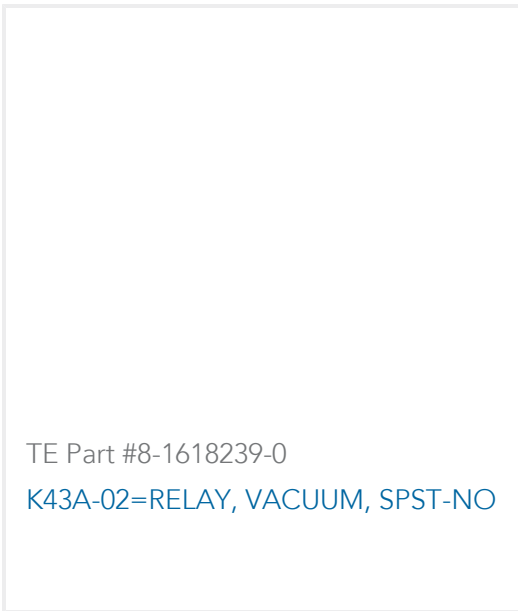 TE Part #8-1618239-0
K43A-02=RELAY, VACUUM, SPST-NO